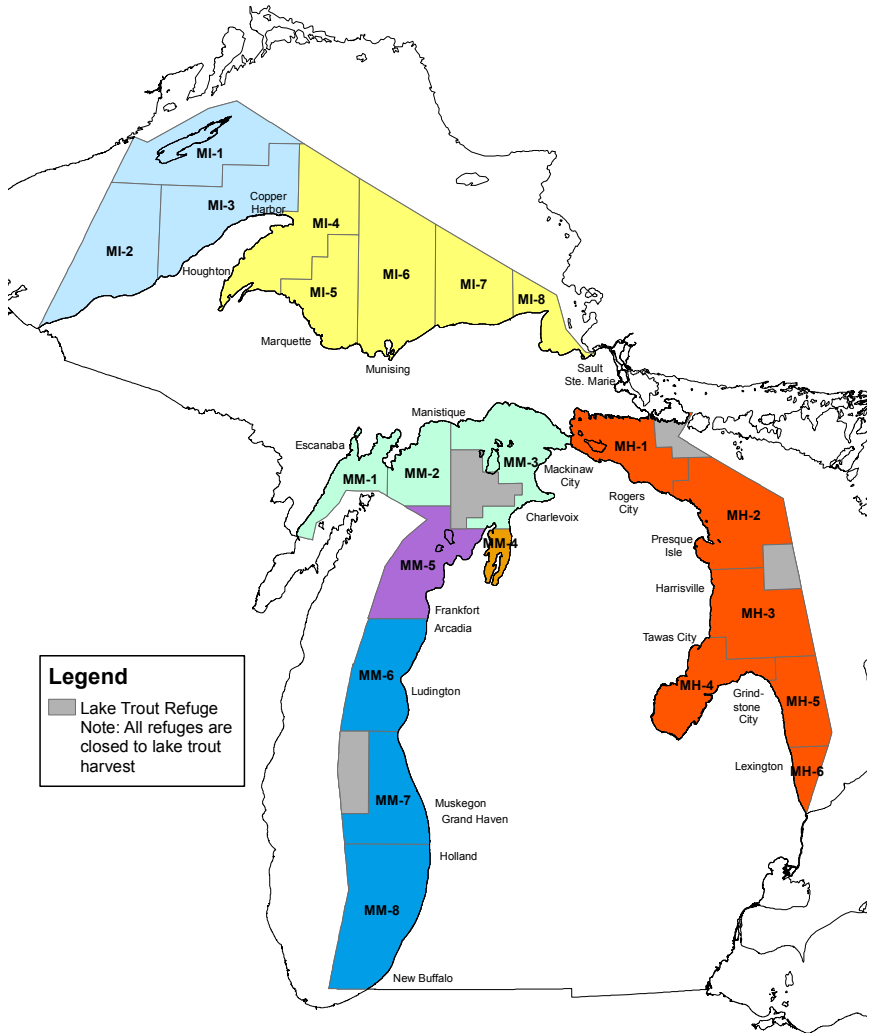 MI-1
MI-3
Copper
Harbor
MI-4
MI-2
MI-6
Houghton
MI-5
MI-7
MI-8
Marquette
Munising
Sault
Ste. Marie
Manistique
Escanaba
MM-1
MM-2
MM-3
Mackinaw
City
MH-1
Rogers
City
Charlevoix
MH-2
Presque
Isle
MM-4
MM-5
Harrisville
MH-3
Frankfort
Arcadia
Tawas City
MM-6
Ludington
MH-4
Grind-
stone
City
MH-5
Lexington
MH-6
Legend
Lake Trout Refuge
Note: All refuges are
closed to lake trout
harvest
MM-7
Muskegon
Grand Haven
Holland
MM-8
New Buffalo